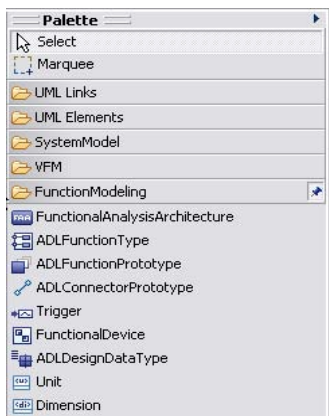 Palette
Select
Marquee
UML Links
UML Elements
SystemModel
VFM
FunctionModeling
FAA FunctionalAnalysisArchitecture
ADLFunctionType
ADLFunctionPrototype
ADLConnectorPrototype
Trigger
FunctionalDevice
ADLDesignDataType
Unit
Dimension